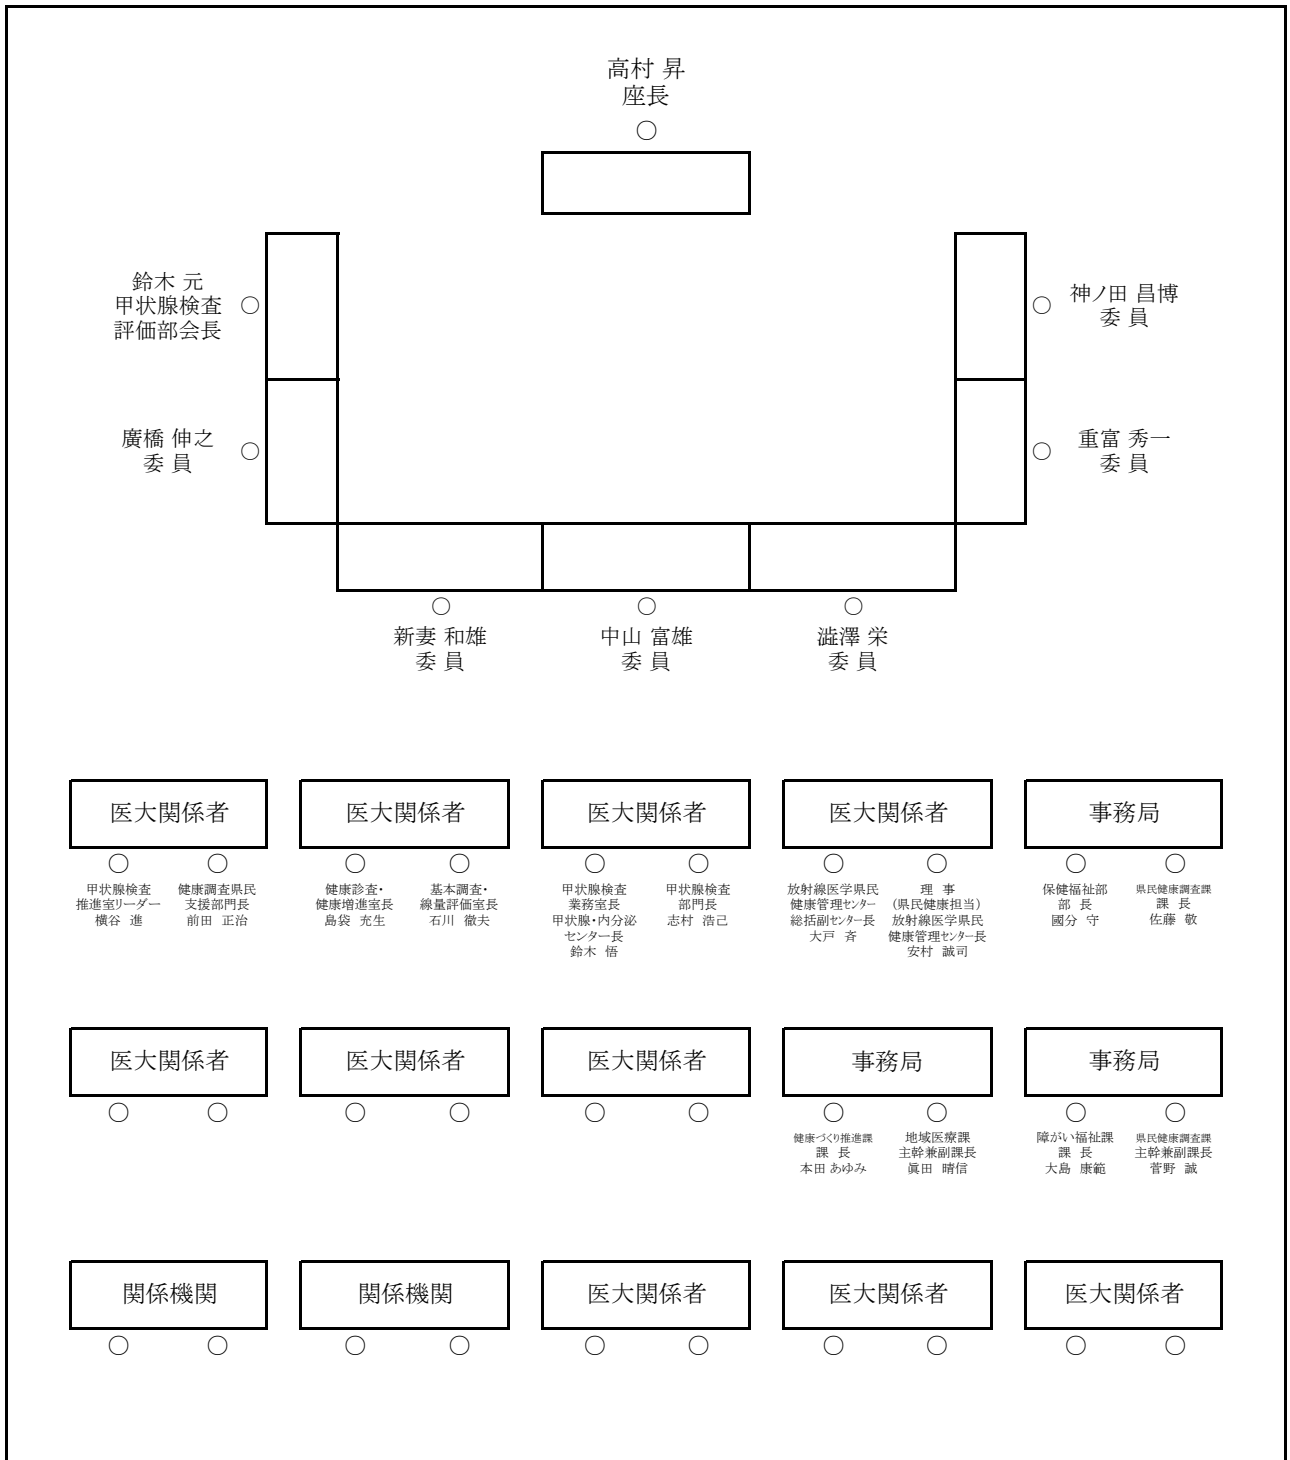 高村 昇
座長
鈴木 元
甲状腺検査
評価部会長
神ノ田 昌博
委 員
廣橋 伸之
委 員
重富 秀一
委 員
新妻 和雄
委 員
中山 富雄
委 員
澁澤 栄
委 員
医大関係者
甲状腺検査
推進室リーダー
横谷 進
健康調査県民
支援部門長
前田 正治
医大関係者
健康診査・
健康増進室長
島袋 充生
基本調査・
線量評価室長
石川 徹夫
医大関係者
甲状腺検査
業務室長
甲状腺・内分泌
センター長
鈴木 悟
甲状腺検査
部門長
志村 浩己
医大関係者
放射線医学県民
健康管理センター
総括副センター長
大戸 斉
理 事
(県民健康担当)
放射線医学県民
健康管理センター長
安村 誠司
事務局
保健福祉部
部 長
國分 守
県民健康調査課
課 長
佐藤 敬
医大関係者
医大関係者
医大関係者
事務局
健康づくり推進課
課 長
本田 あゆみ
地域医療課
主幹兼副課長
眞田 晴信
事務局
障がい福祉課
課 長
大島 康範
県民健康調査課
主幹兼副課長
菅野 誠
関係機関
関係機関
医大関係者
医大関係者
医大関係者